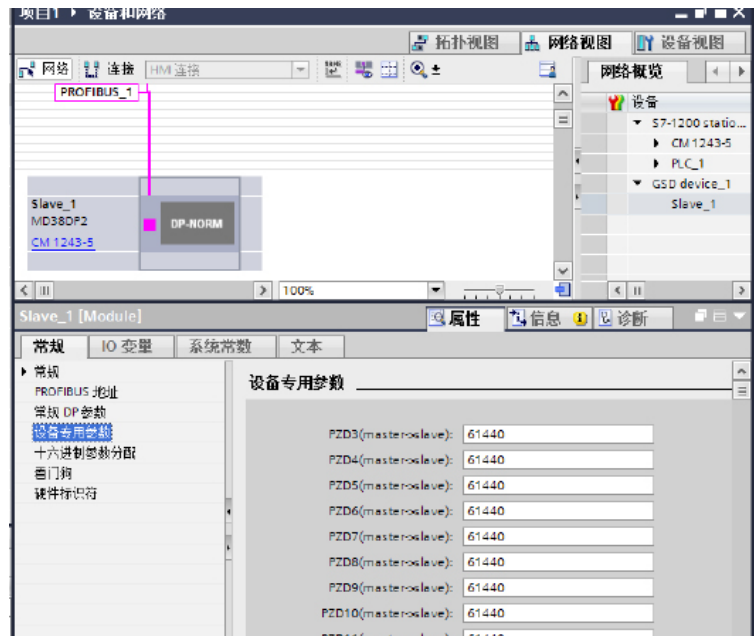 项目1 ▸ 设备和网络
拓扑视图 网络视图 设备视图
网络 连接 HMI 连接
网络概览
PROFIBUS_1
设备
S7-1200 statio...
CM 1243-5
PLC_1
GSD device_1
Slave_1
Slave_1
MD38DP2
DP-NORM
CM 1243-5
100%
Slave_1 [Module]
属性 信息 诊断
常规 IO 变量 系统常数 文本
常规
PROFIBUS 地址
常规 DP 参数
设备专用参数
十六进制参数分配
看门狗
硬件标识符
设备专用参数
PZD3(master->slave): 61440
PZD4(master->slave): 61440
PZD5(master->slave): 61440
PZD6(master->slave): 61440
PZD7(master->slave): 61440
PZD8(master->slave): 61440
PZD9(master->slave): 61440
PZD10(master->slave): 61440